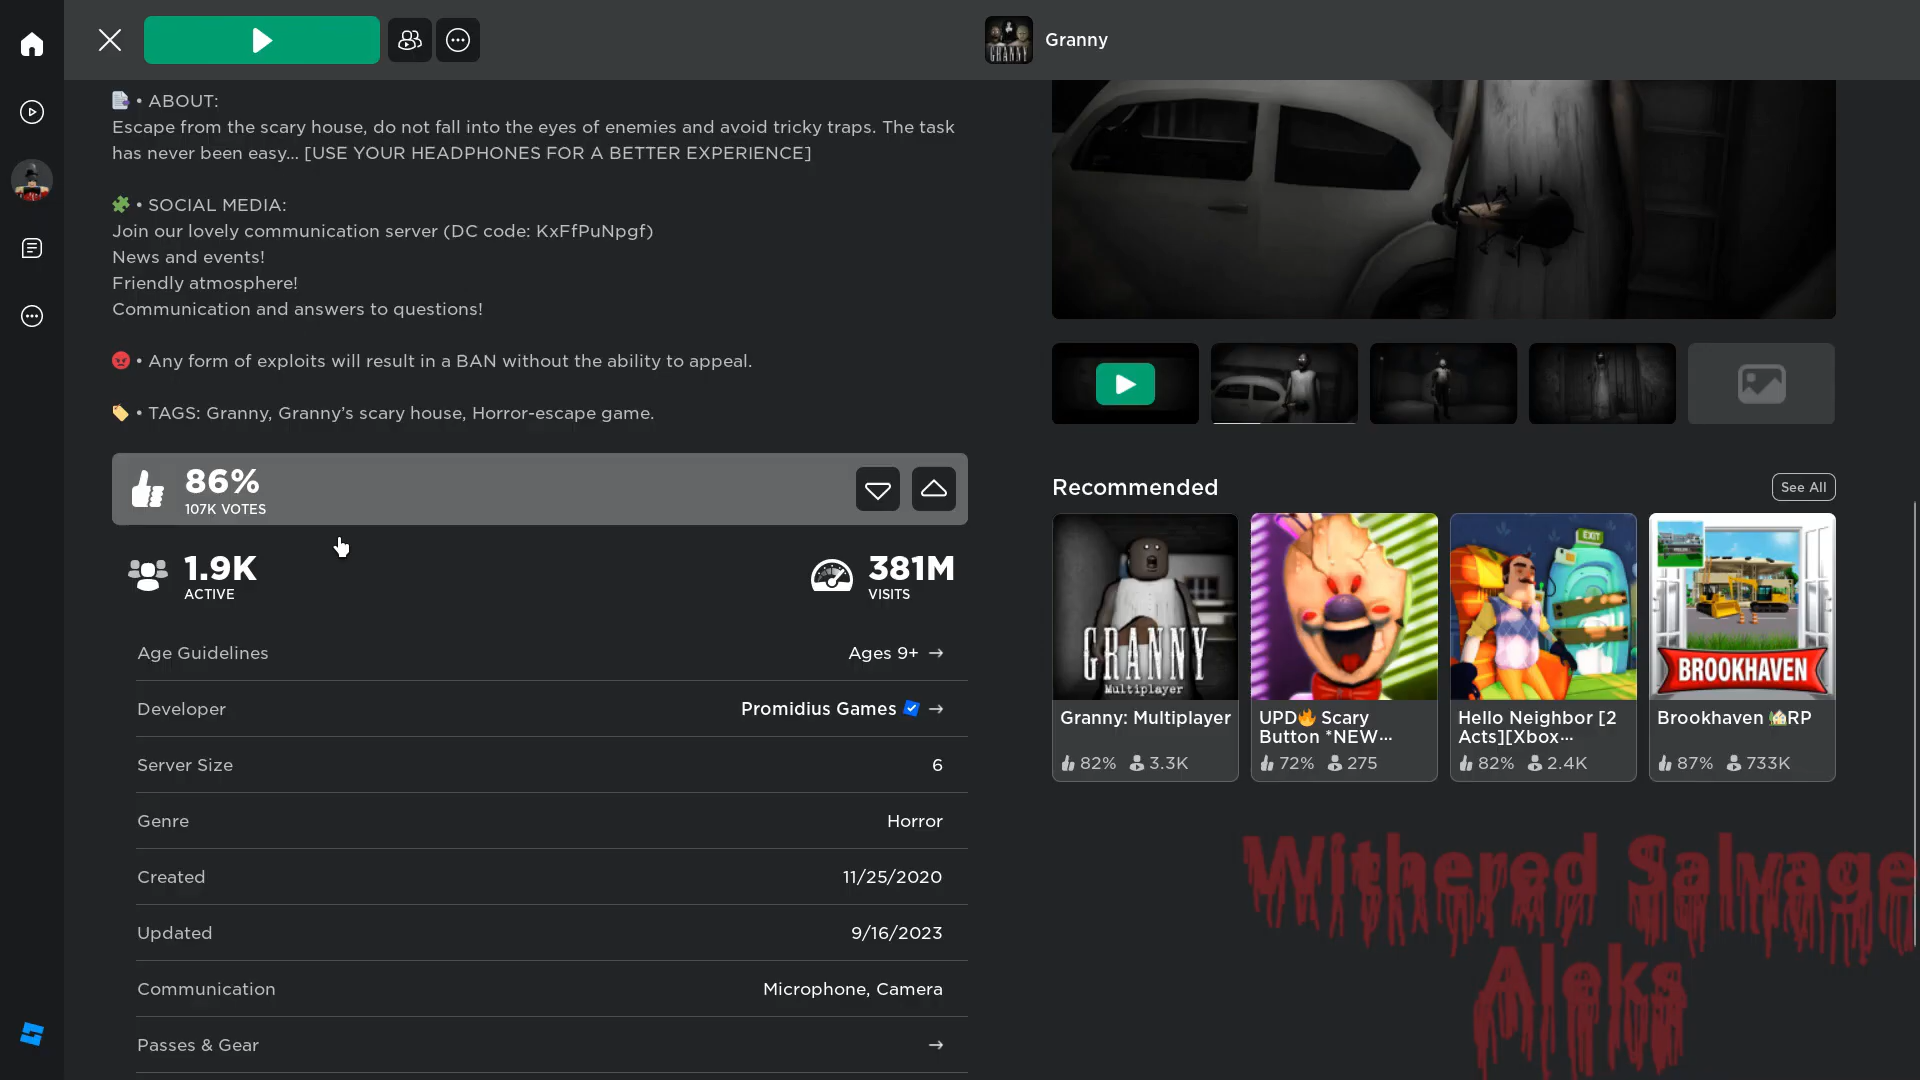 Granny
• ABOUT:
Escape from the scary house, do not fall into the eyes of enemies and avoid tricky traps. The task
has never been easy... [USE YOUR HEADPHONES FOR A BETTER EXPERIENCE]
• SOCIAL MEDIA:
Join our lovely communication server (DC code: KxFfPuNpgf)
News and events!
Friendly atmosphere!
Communication and answers to questions!
• Any form of exploits will result in a BAN without the ability to appeal.
• TAGS: Granny, Granny’s scary house, Horror-escape game.
86%
107K VOTES
1.9K
ACTIVE
381M
VISITS
Age Guidelines
Ages 9+ →
Developer
Promidius Games →
Server Size
6
Genre
Horror
Created
11/25/2020
Updated
9/16/2023
Communication
Microphone, Camera
Passes & Gear
→
Recommended
See All
GRANNY
Multiplayer
Granny: Multiplayer
82% 3.3K
UPD🔥 Scary
Button *NEW...
72% 275
EXIT
Hello Neighbor [2
Acts][Xbox...
82% 2.4K
BROOKHAVEN
Brookhaven 🏡RP
87% 733K
Withered Salvage
Aleks